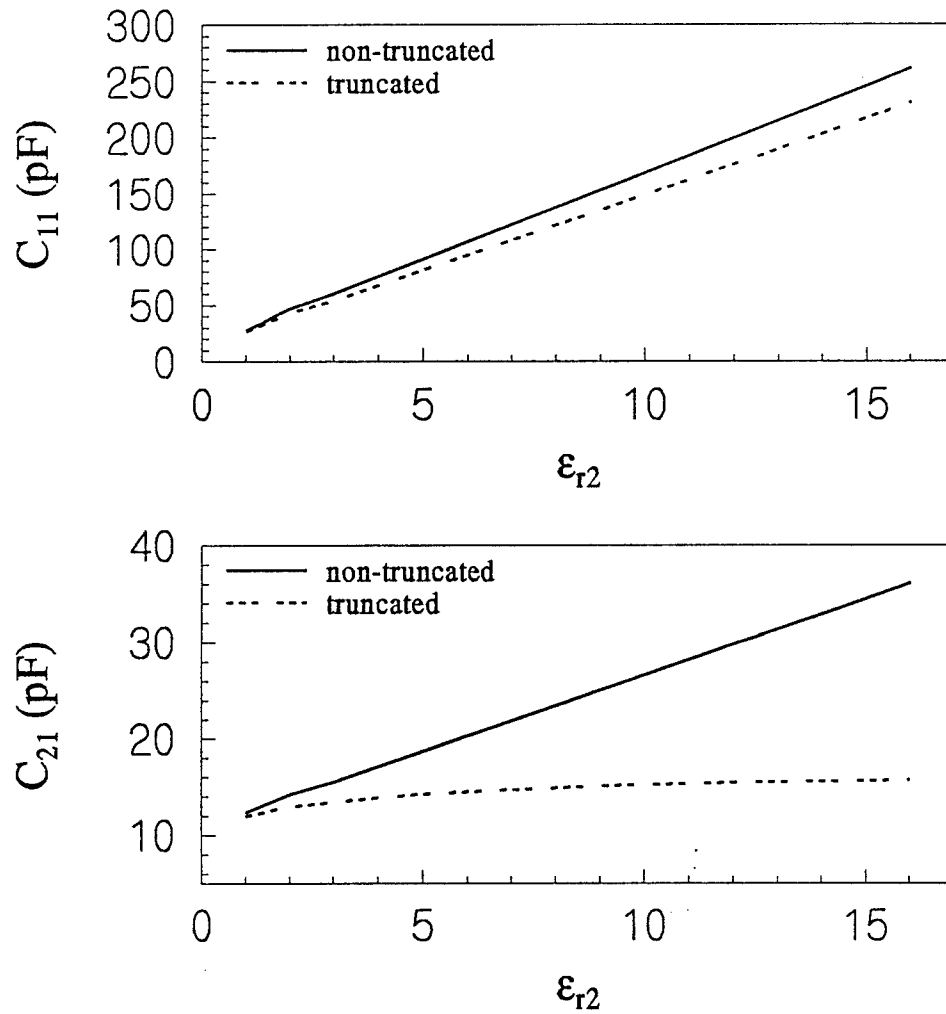 300
non-truncated
250
truncated
200
C11 (pF)
150
100
50
0
0 5 10 15
εr2
40
non-truncated
truncated
30
C21 (pF)
20
10
0 5 10 15
εr2